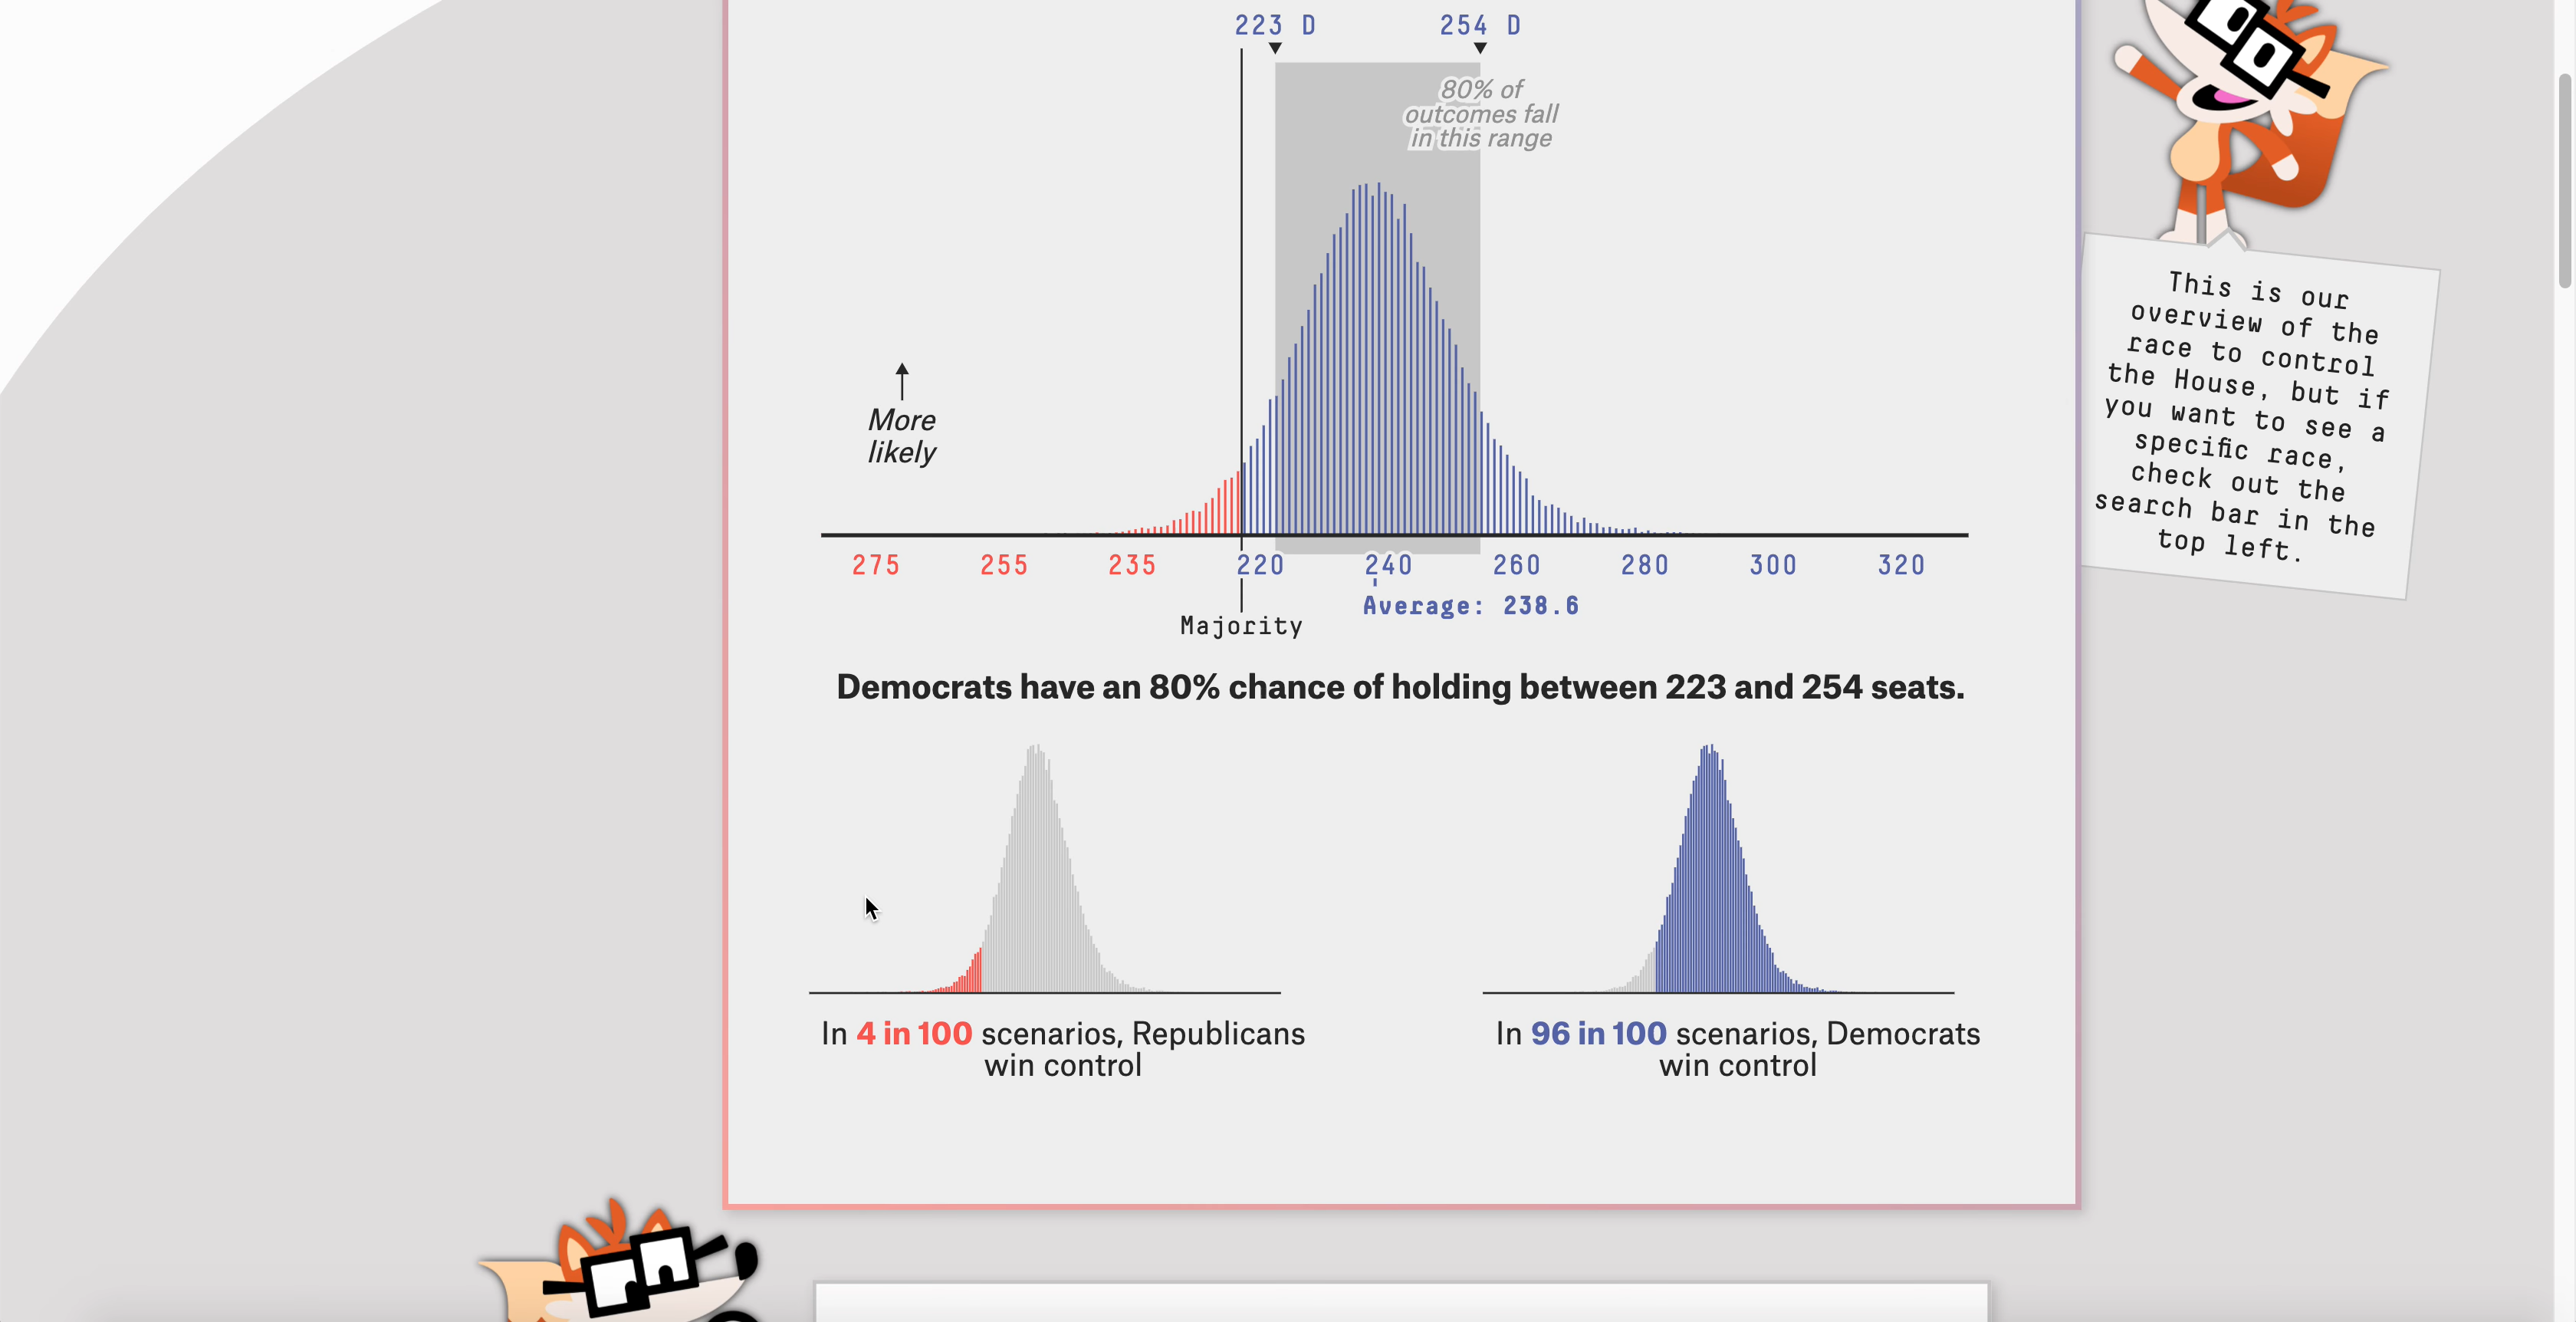 223 D
254 D
80% of
outcomes fall
in this range
More
likely
275 255 235 220 240 260 280 300 320
Average: 238.6
Majority
Democrats have an 80% chance of holding between 223 and 254 seats.
In 4 in 100 scenarios, Republicans
win control
In 96 in 100 scenarios, Democrats
win control
This is our
overview of the
race to control
the House, but if
you want to see a
specific race,
check out the
search bar in the
top left.